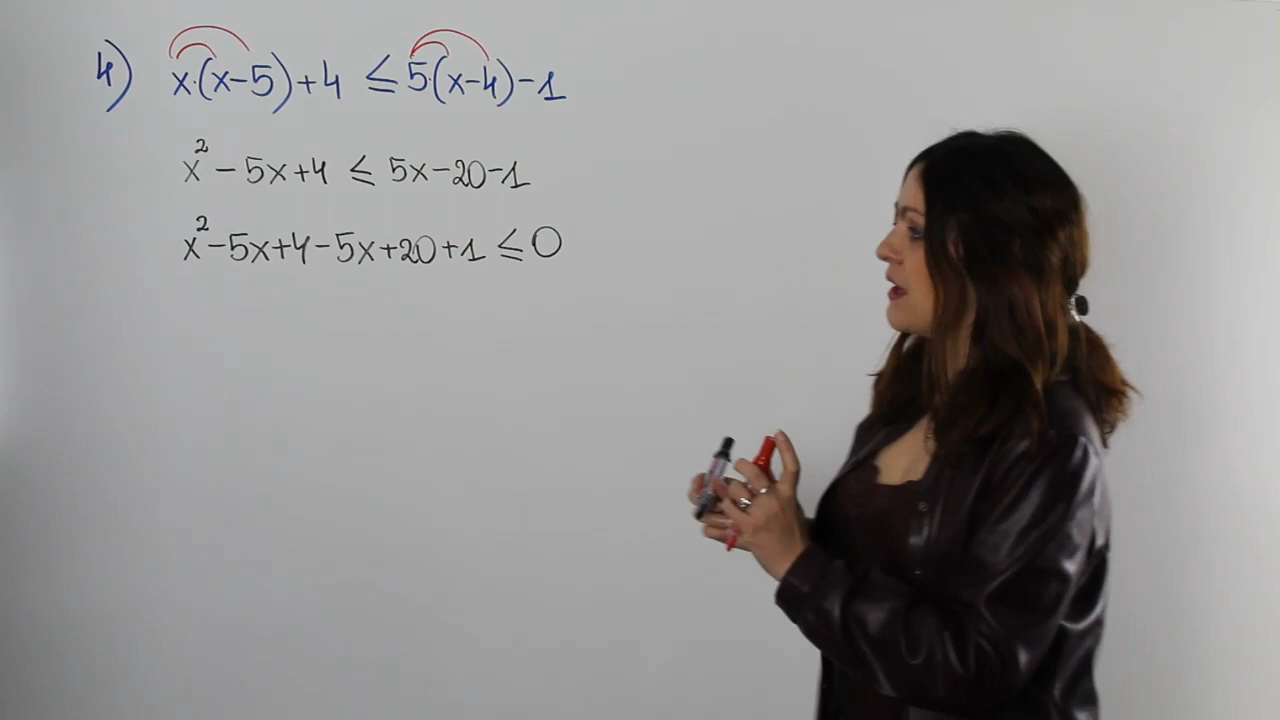 4) x·(x-5)+4 ≤ 5·(x-4)-1
x² - 5x+4 ≤ 5x-20-1
x²-5x+4-5x+20+1 ≤ 0